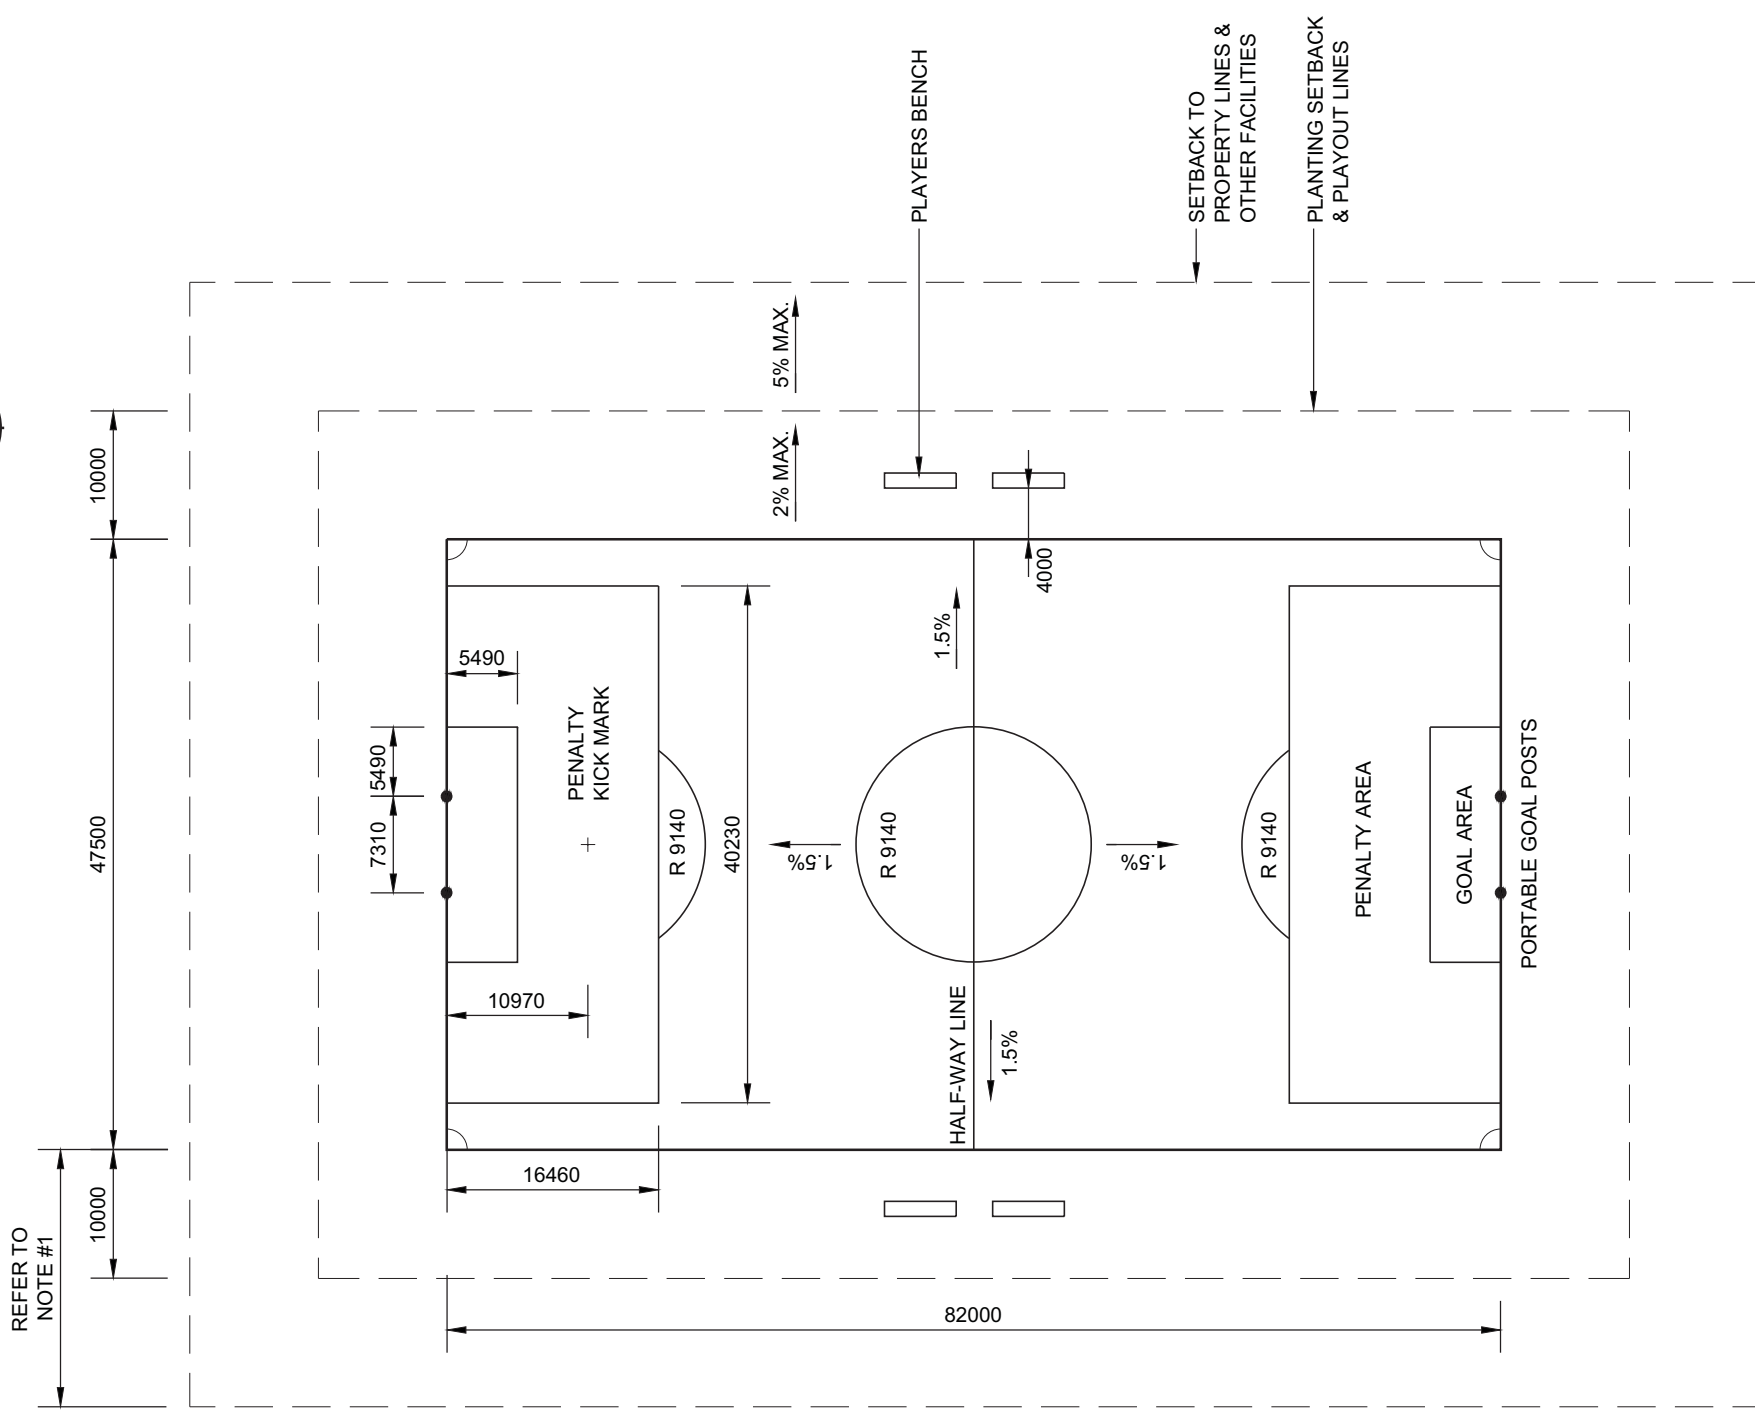 PLAYERS BENCH
SETBACK TO
PROPERTY LINES &
OTHER FACILITIES
PLANTING SETBACK
& PLAYOUT LINES
5% MAX.
2% MAX.
10000
47500
10000
REFER TO
NOTE #1
4000
1.5%
5490
5490
7310
PENALTY
KICK MARK
R 9140
40230
1.5%
R 9140
1.5%
R 9140
PENALTY AREA
GOAL AREA
PORTABLE GOAL POSTS
10970
HALF-WAY LINE
1.5%
16460
82000